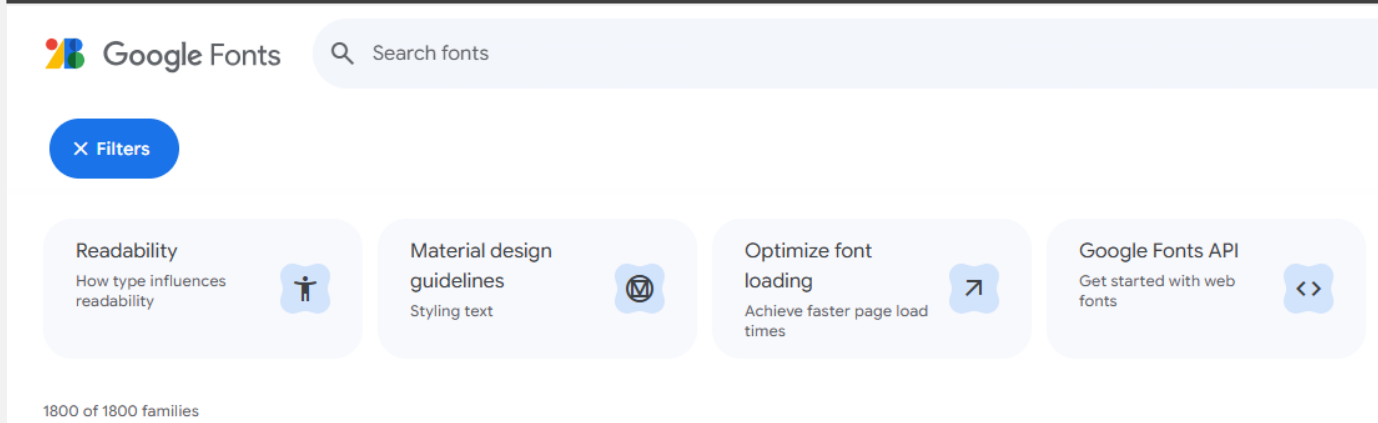 Google Fonts
Search fonts
Filters
Readability
How type influences
readability
Material design
guidelines
Styling text
Optimize font
loading
Achieve faster page load
times
Google Fonts API
Get started with web
fonts
1800 of 1800 families